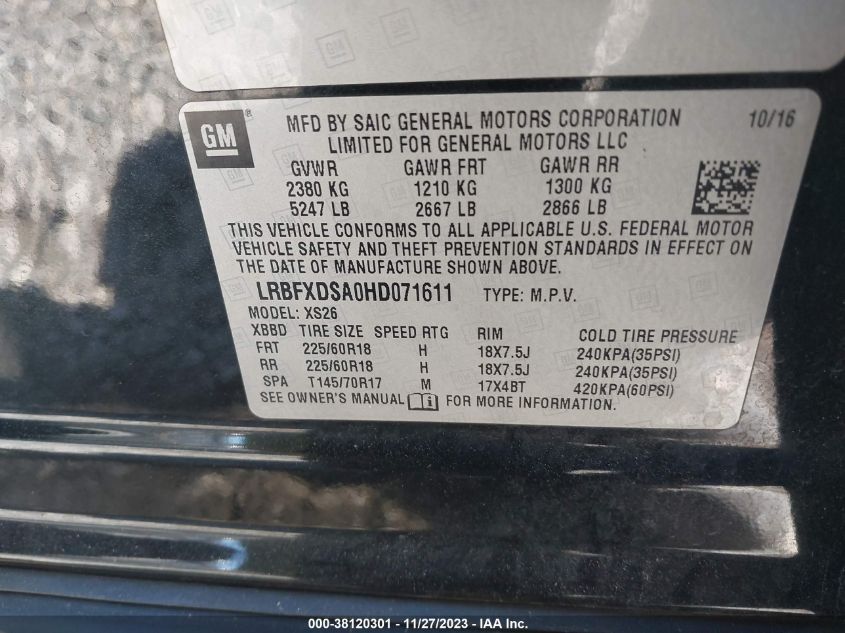 GM
GM ®
MFD BY SAIC GENERAL MOTORS CORPORATION 10/16
LIMITED FOR GENERAL MOTORS LLC
GVWR GAWR FRT GAWR RR
2380 KG 1210 KG 1300 KG
5247 LB 2667 LB 2866 LB
THIS VEHICLE CONFORMS TO ALL APPLICABLE U.S. FEDERAL MOTOR
VEHICLE SAFETY AND THEFT PREVENTION STANDARDS IN EFFECT ON
THE DATE OF MANUFACTURE SHOWN ABOVE.
LRBFXDSA0HD071611 TYPE: M.P.V.
MODEL: XS26
XBBD TIRE SIZE SPEED RTG RIM COLD TIRE PRESSURE
FRT 225/60R18 H 18X7.5J 240KPA(35PSI)
RR 225/60R18 H 18X7.5J 240KPA(35PSI)
SPA T145/70R17 M 17X4BT 420KPA(60PSI)
SEE OWNER'S MANUAL i FOR MORE INFORMATION.
000-38120301 - 11/27/2023 - IAA Inc.